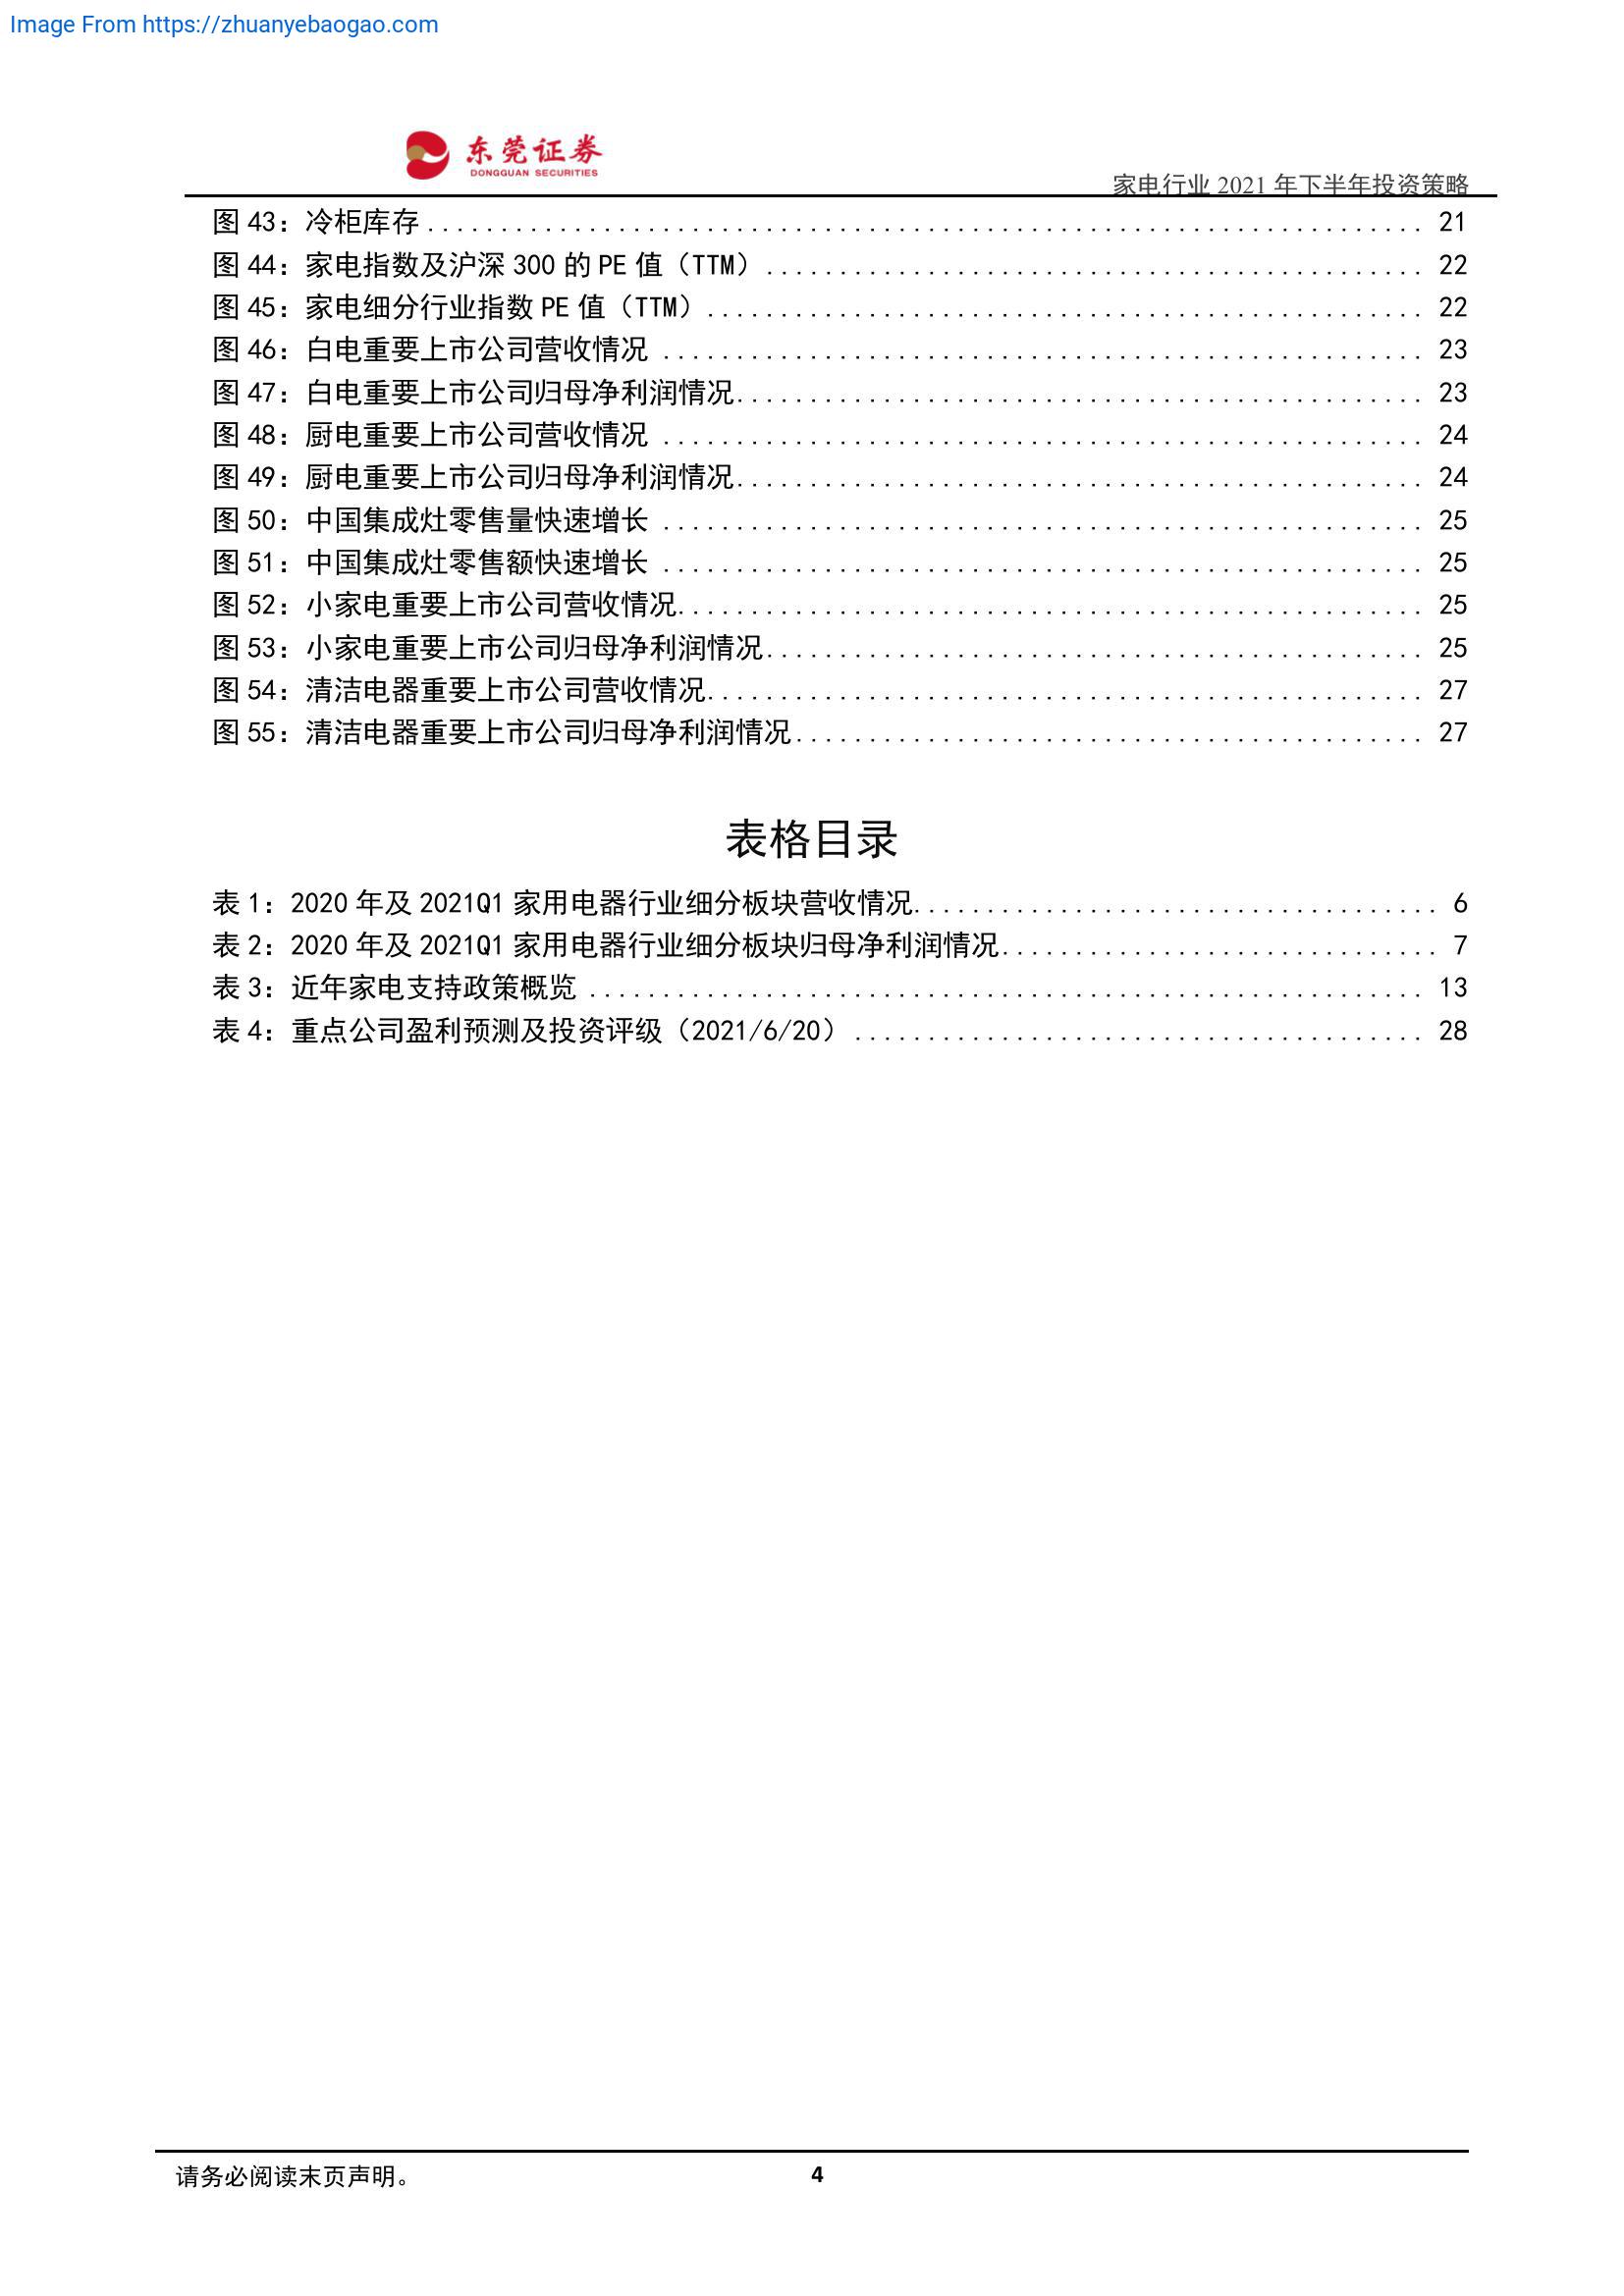 Image From https://zhuanyebaogao.com
东莞证券
DONGGUAN SECURITIES
家电行业 2021 年下半年投资策略
图 43：冷柜库存 .................................................................... 21
图 44：家电指数及沪深 300 的 PE 值（TTM）............................................. 22
图 45：家电细分行业指数 PE 值（TTM）................................................. 22
图 46：白电重要上市公司营收情况 .................................................... 23
图 47：白电重要上市公司归母净利润情况............................................... 23
图 48：厨电重要上市公司营收情况 .................................................... 24
图 49：厨电重要上市公司归母净利润情况............................................... 24
图 50：中国集成灶零售量快速增长 .................................................... 25
图 51：中国集成灶零售额快速增长 .................................................... 25
图 52：小家电重要上市公司营收情况................................................... 25
图 53：小家电重要上市公司归母净利润情况............................................. 25
图 54：清洁电器重要上市公司营收情况................................................. 27
图 55：清洁电器重要上市公司归母净利润情况........................................... 27
表格目录
表 1：2020 年及 2021Q1 家用电器行业细分板块营收情况.................................... 6
表 2：2020 年及 2021Q1 家用电器行业细分板块归母净利润情况.............................. 7
表 3：近年家电支持政策概览 ......................................................... 13
表 4：重点公司盈利预测及投资评级（2021/6/20）....................................... 28
请务必阅读末页声明。
4